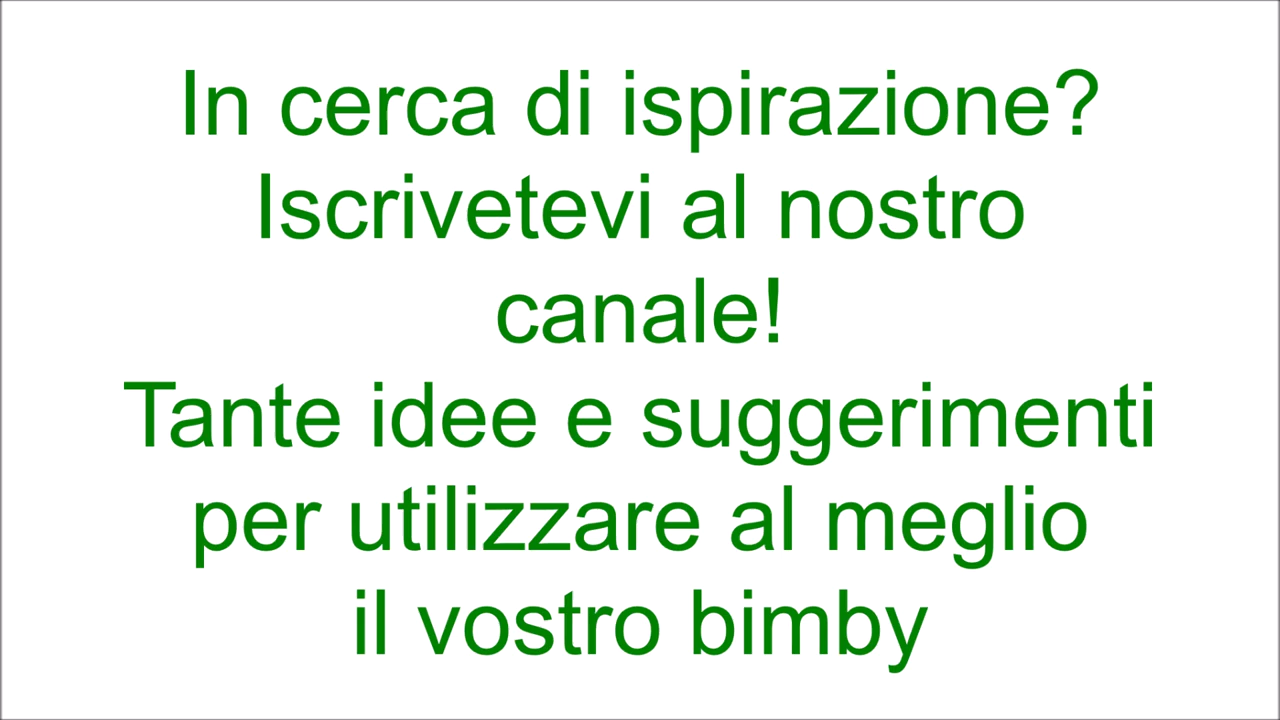 In cerca di ispirazione?
Iscrivetevi al nostro
canale!
Tante idee e suggerimenti
per utilizzare al meglio
il vostro bimby